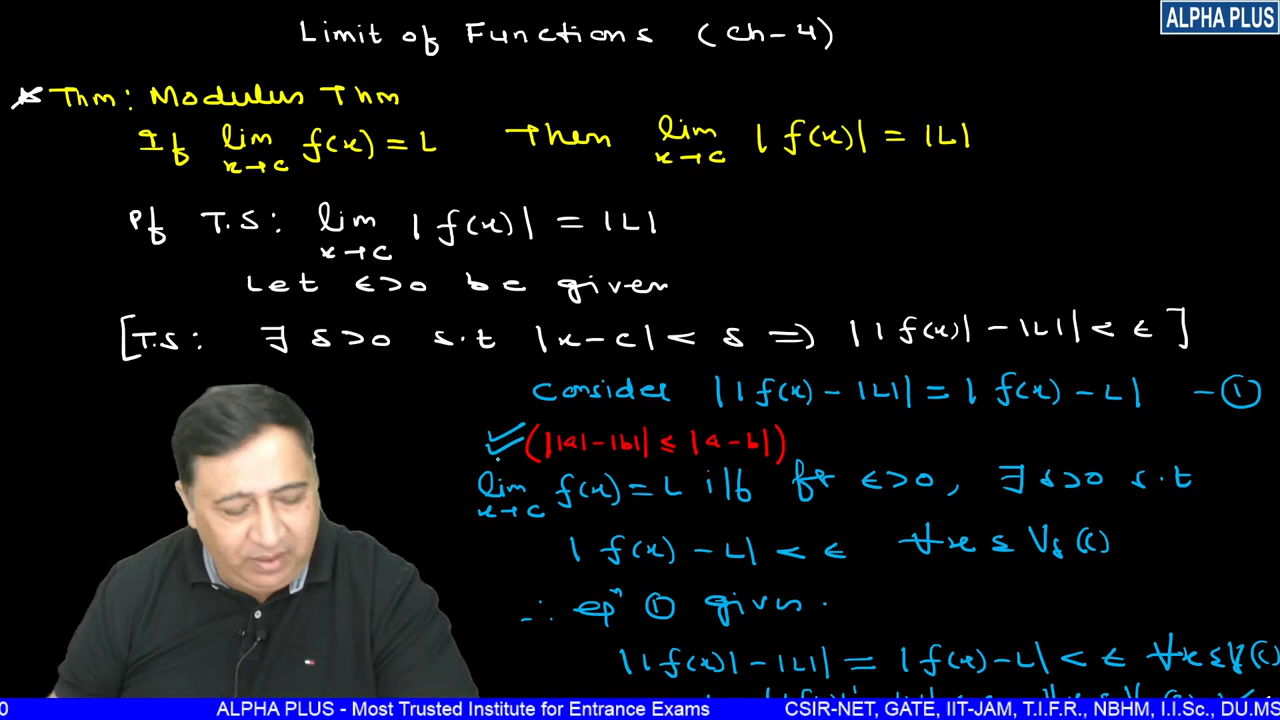 Limit of Functions (Ch-4)
ALPHA PLUS
Thm: Modulus Thm
If lim x→c f(x) = L Then lim x→c |f(x)| = |L|
Pf T.S: lim x→c |f(x)| = |L|
Let ε>0 be given
[T.S: ∃ δ>0 s.t |x-c| < δ ⇒ ||f(x)| - |L|| < ε]
Consider ||f(x) - |L|| = |f(x) - L| -①
(||a|-|b|| ≤ |a-b|)
lim x→c f(x) = L iff for ε>0, ∃ δ>0 s.t
|f(x) - L| < ε ∀x ε Vδ(c)
∴ eqⁿ ① gives.
||f(x)| - |L|| = |f(x)-L| < ε ∀x ε Vδ(c)
0 ALPHA PLUS - Most Trusted Institute for Entrance Exams CSIR-NET, GATE, IIT-JAM, T.I.F.R., NBHM, I.I.Sc., DU.MS